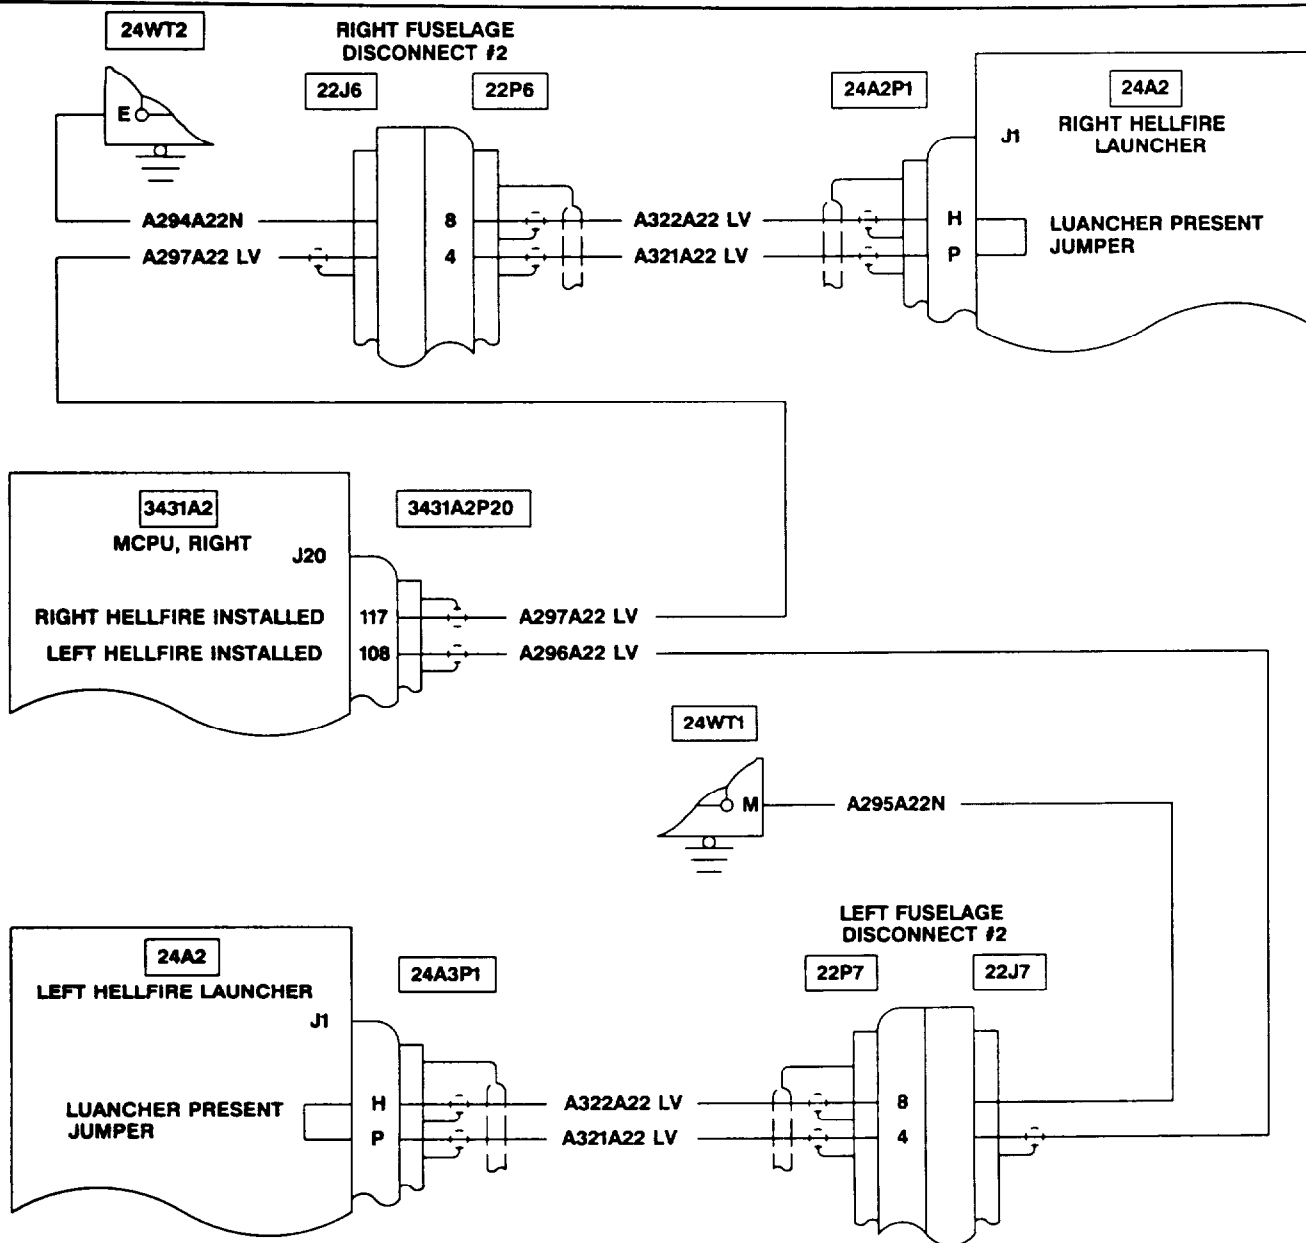 24WT2
RIGHT FUSELAGE
DISCONNECT #2
22J6
22P6
24A2P1
24A2
RIGHT HELLFIRE
LAUNCHER
J1
E
A294A22N
8
A322A22 LV
H
LUANCHER PRESENT
JUMPER
A297A22 LV
4
A321A22 LV
P
3431A2
MCPU, RIGHT
J20
3431A2P20
RIGHT HELLFIRE INSTALLED
117
A297A22 LV
LEFT HELLFIRE INSTALLED
108
A296A22 LV
24WT1
M
A295A22N
LEFT FUSELAGE
DISCONNECT #2
24A2
LEFT HELLFIRE LAUNCHER
J1
24A3P1
22P7
22J7
LUANCHER PRESENT
JUMPER
H
A322A22 LV
8
P
A321A22 LV
4